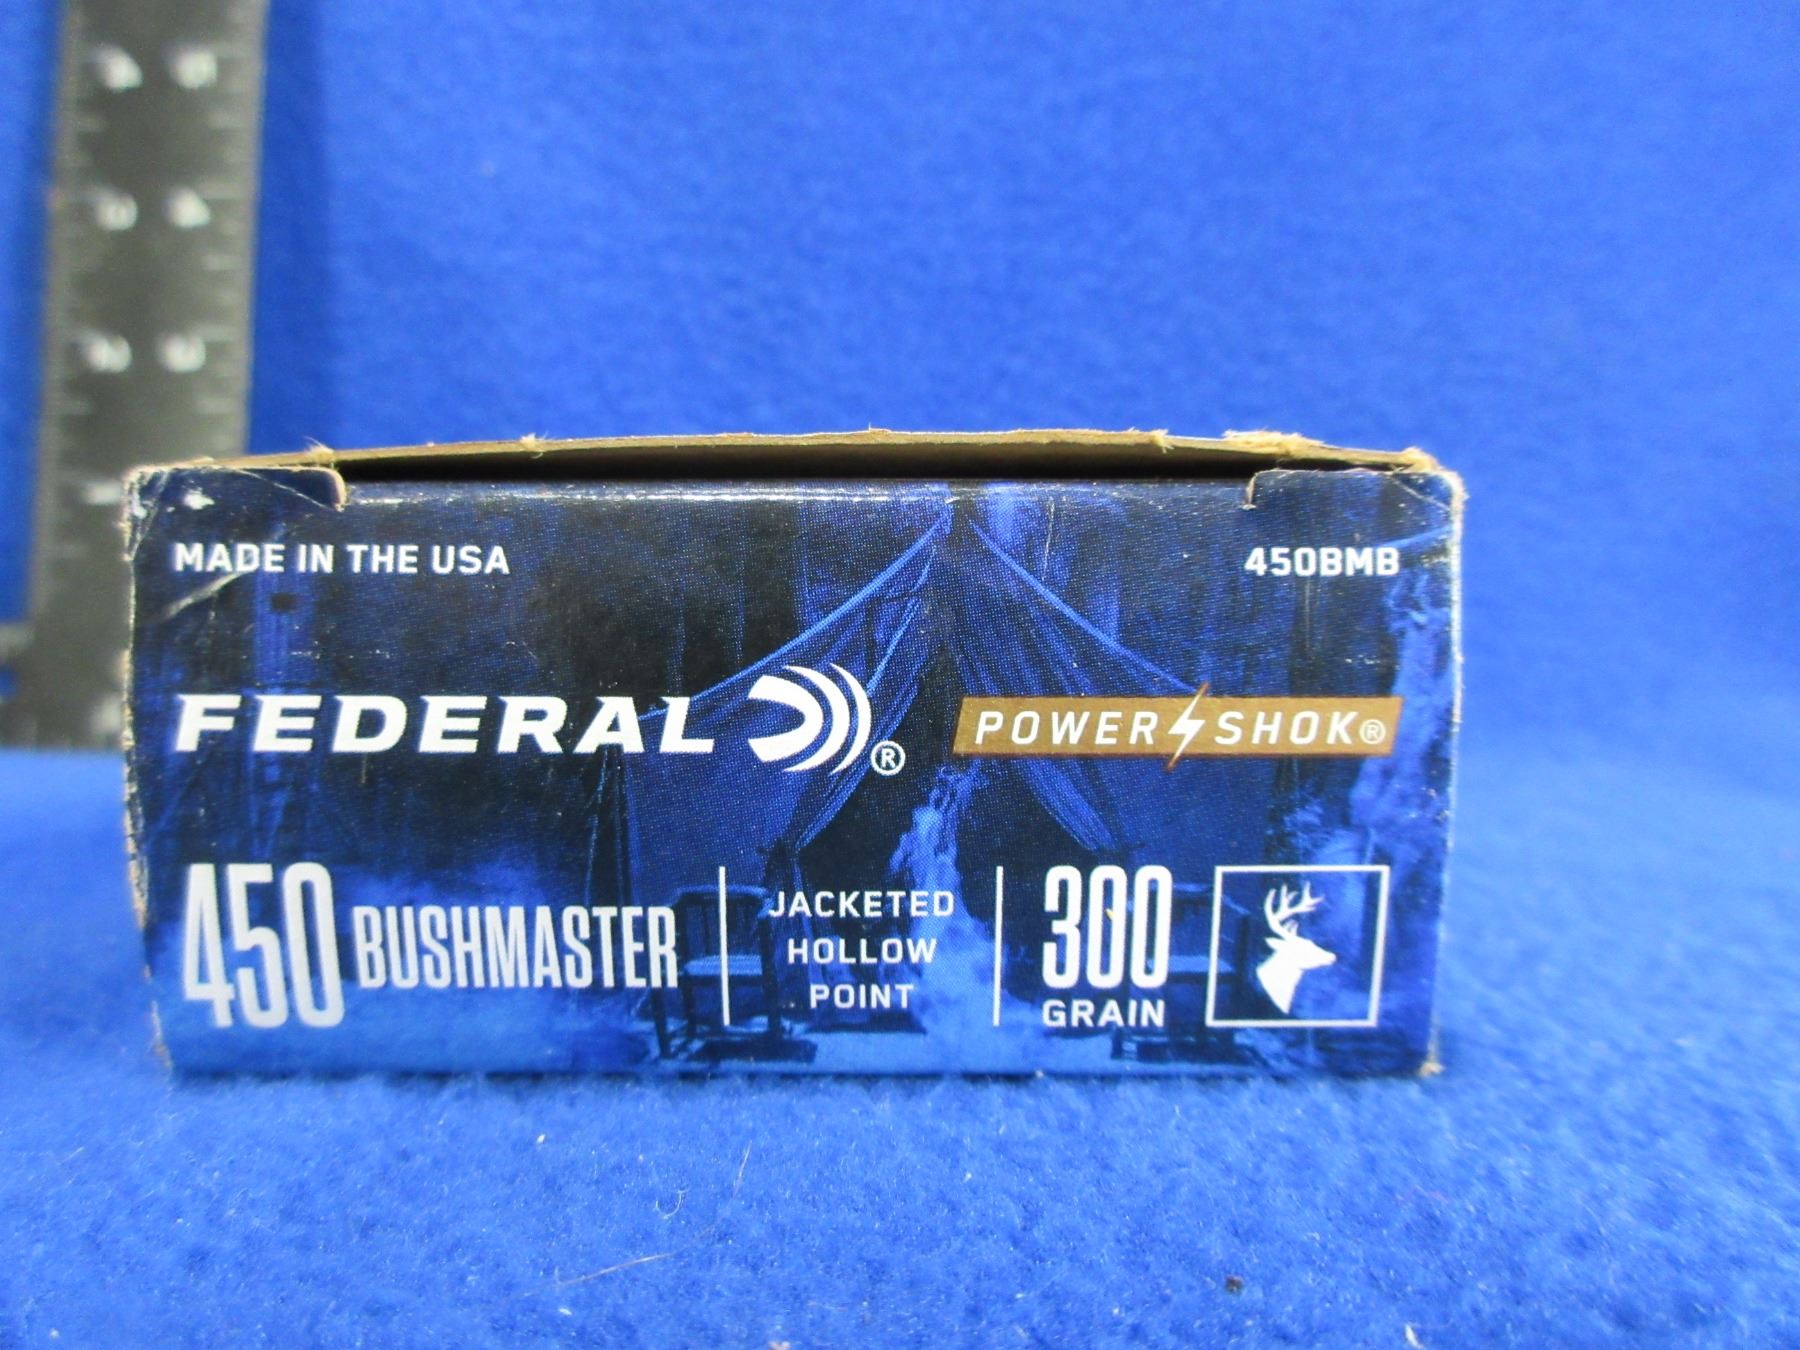 MADE IN THE USA
450BMB
FEDERAL®
POWER SHOK®
450 BUSHMASTER
JACKETED
HOLLOW
POINT
300
GRAIN